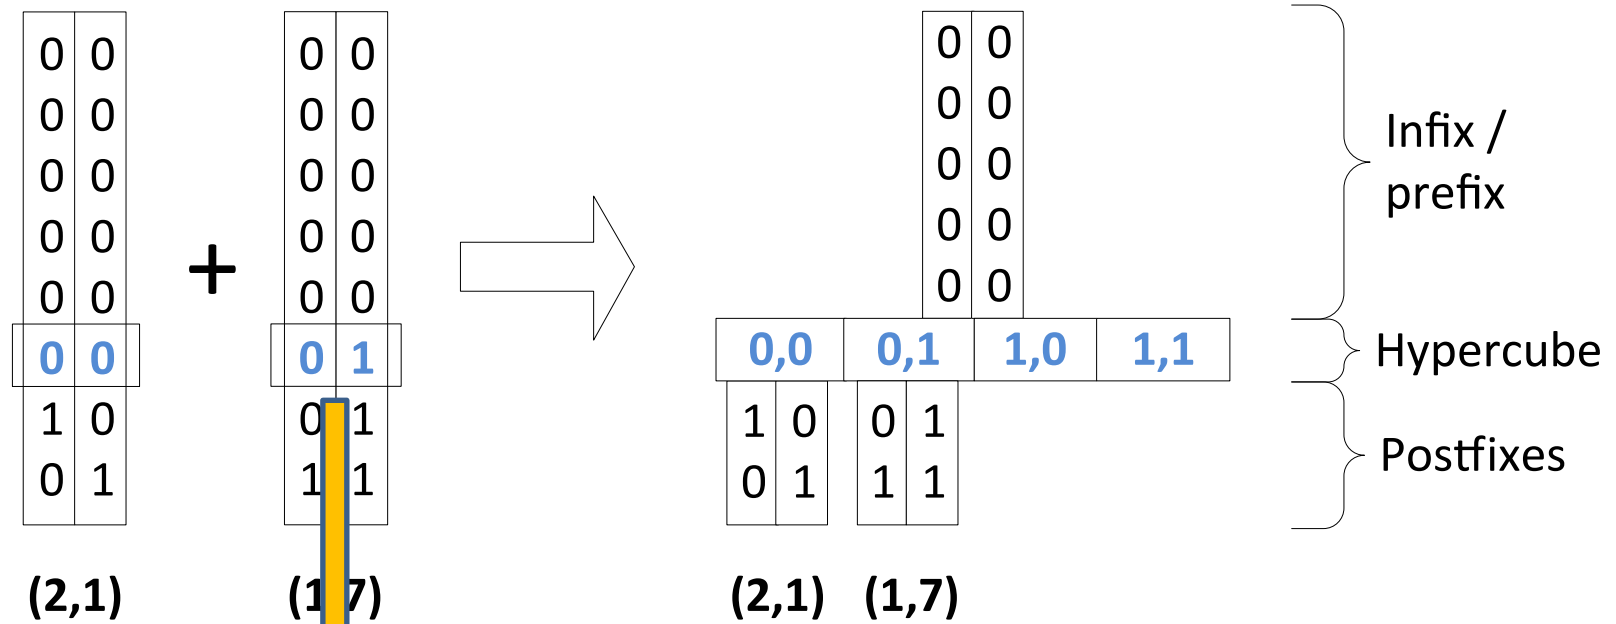 0 0 0 0 0 0
0 0 0 0 0 0
0 0 0 0 0 0
0 0 0 0 0 0
0 0 + 0 0 0 0
0 0 0 1 0,0 0,1 1,0 1,1
1 0 0 1 1 0 0 1
0 1 1 1 0 1 1 1
(2,1) (1 7) (2,1) (1,7)
Infix /
prefix
Hypercube
Postfixes